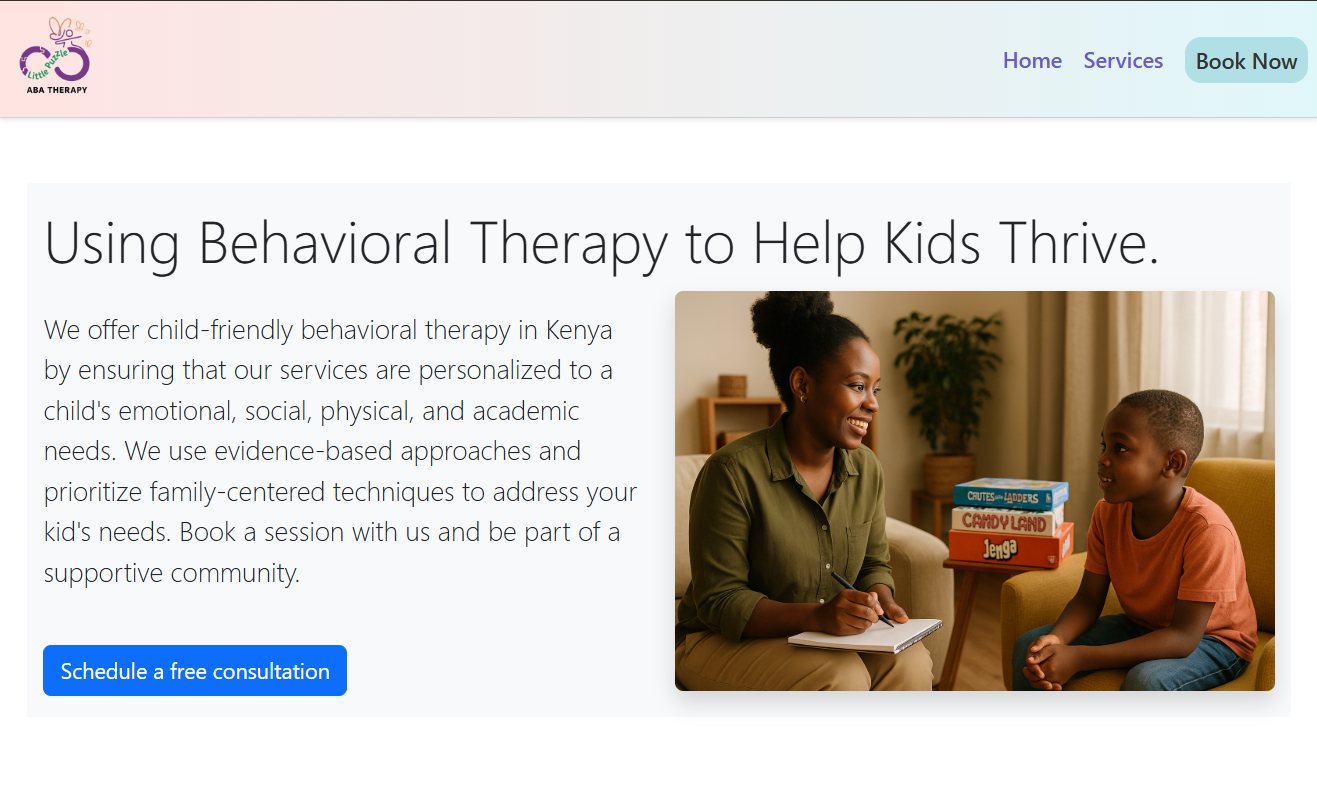 Little Puzzle
ABA THERAPY
Home
Services
Book Now
Using Behavioral Therapy to Help Kids Thrive.
We offer child-friendly behavioral therapy in Kenya
by ensuring that our services are personalized to a
child's emotional, social, physical, and academic
needs. We use evidence-based approaches and
prioritize family-centered techniques to address your
kid's needs. Book a session with us and be part of a
supportive community.
CHUTES and LADDERS
CANDY LAND
Jenga
Schedule a free consultation